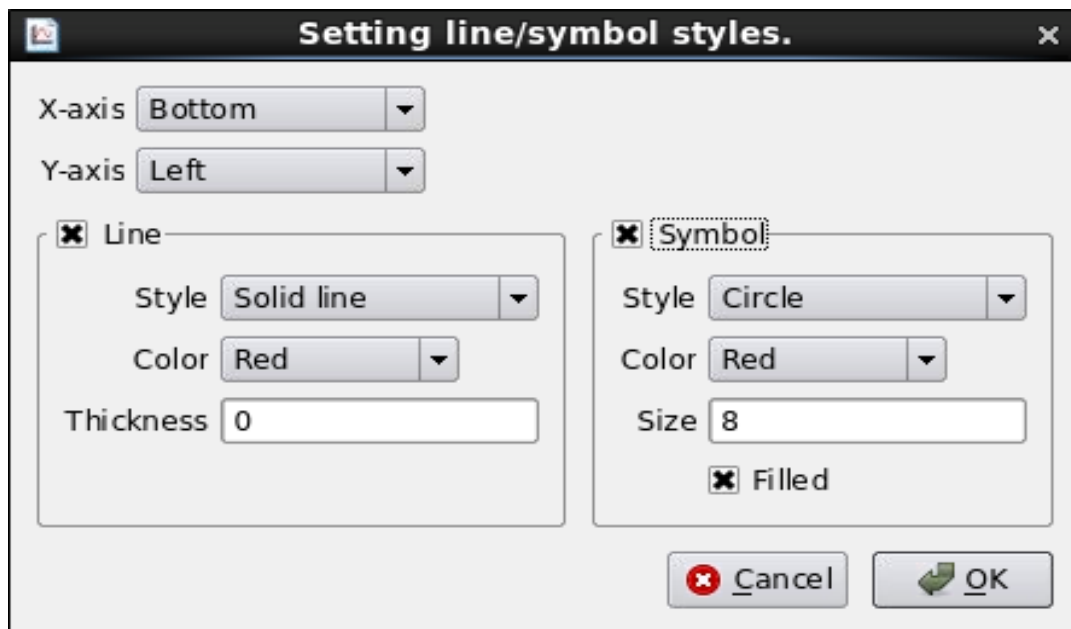 Setting line/symbol styles.
X-axis Bottom
Y-axis Left
Line
Style Solid line
Color Red
Thickness 0
Symbol
Style Circle
Color Red
Size 8
Filled
Cancel
OK